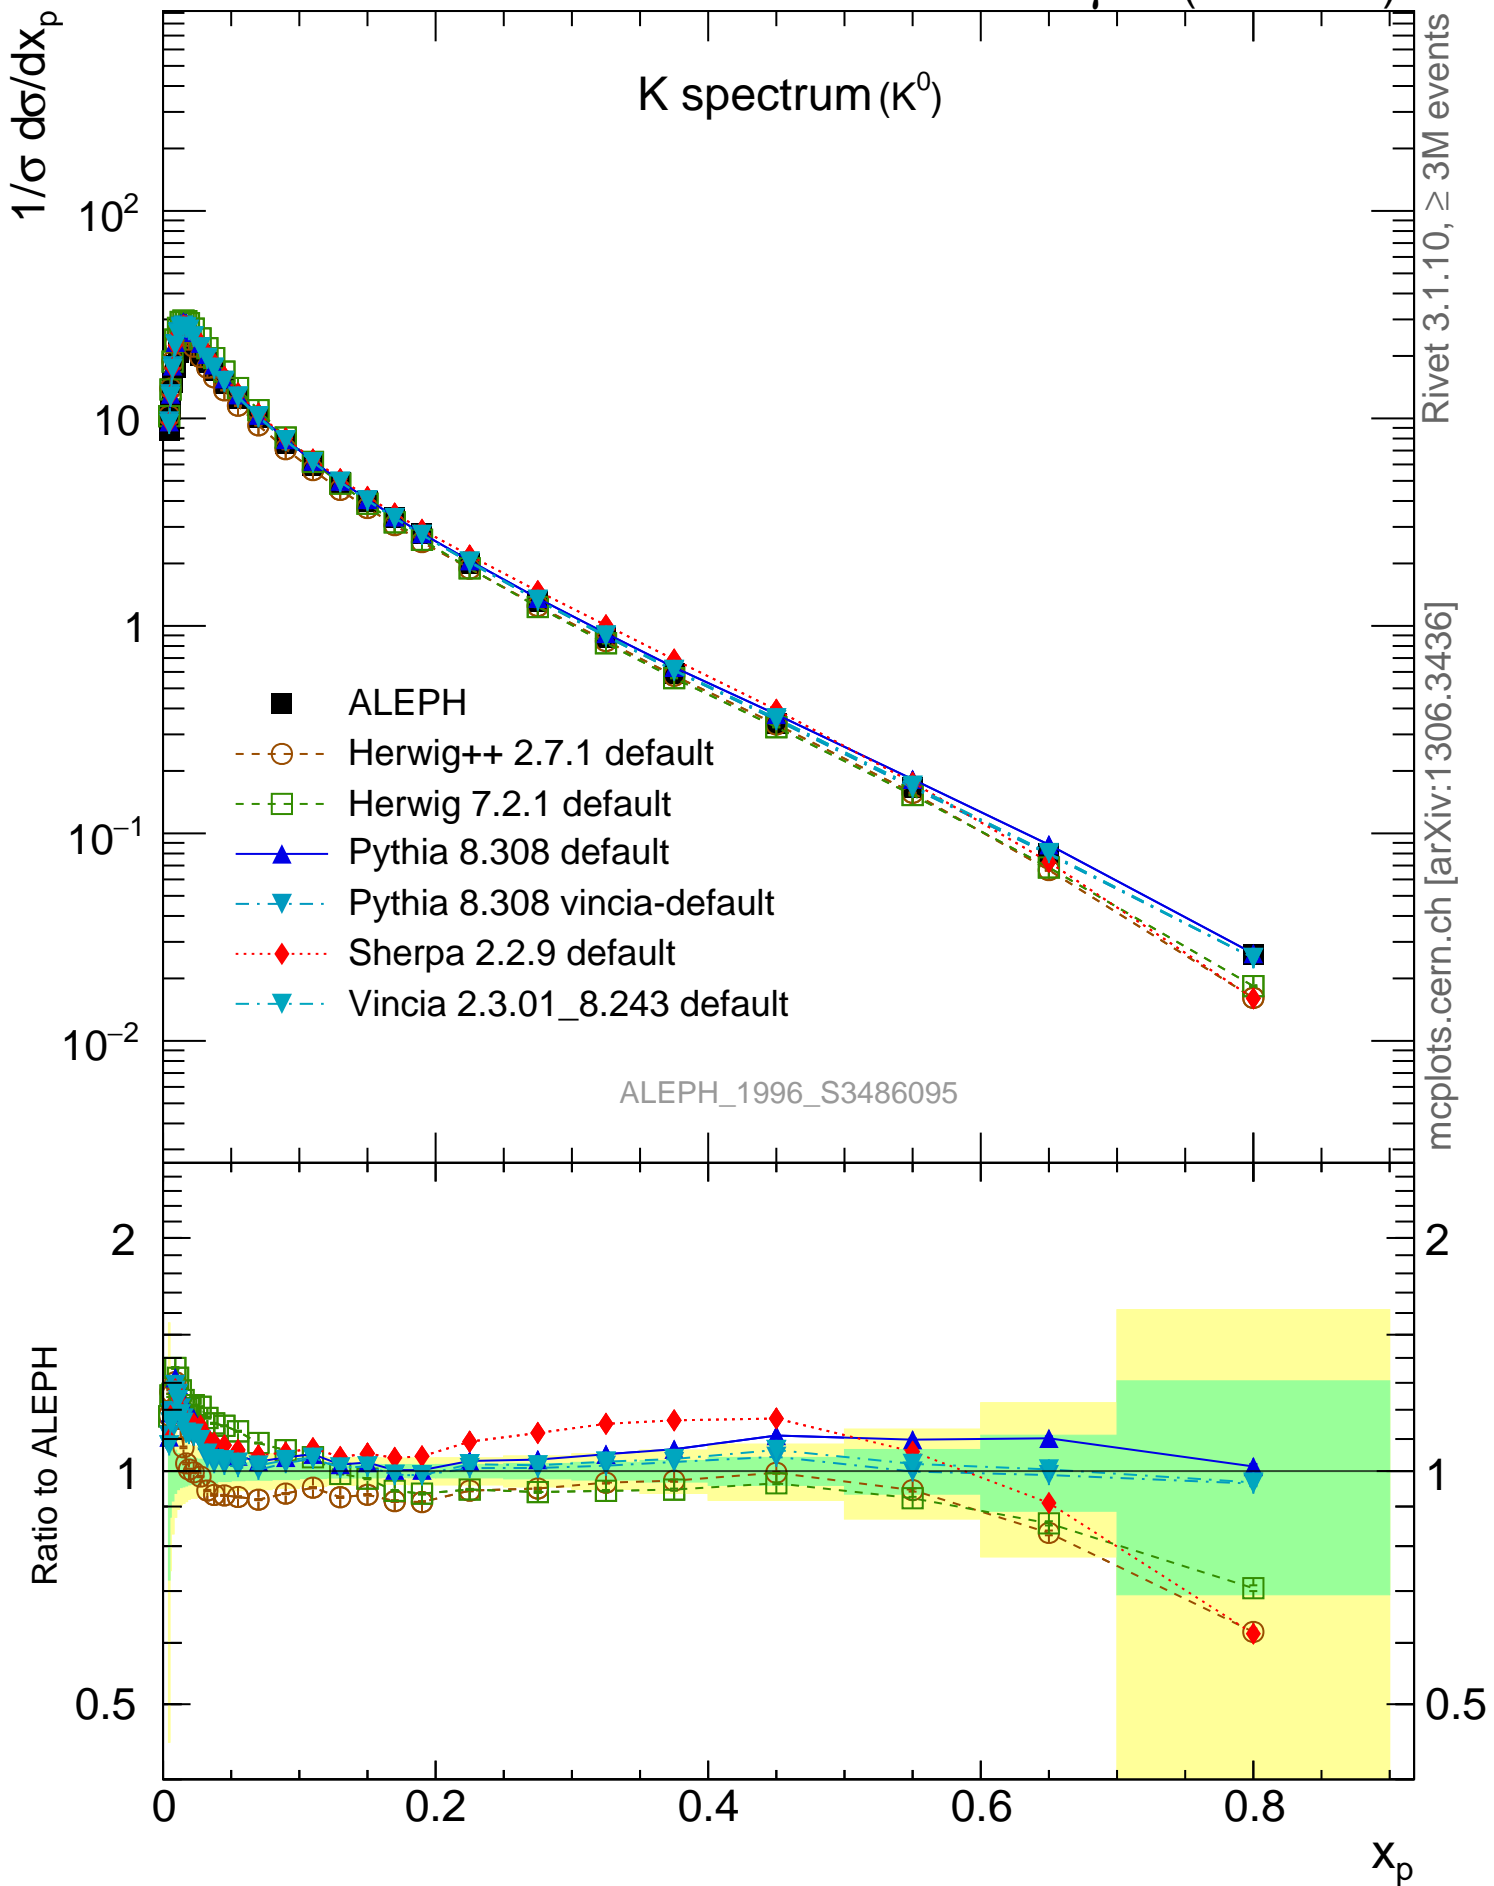 1/σ dσ/dxₚ
K spectrum (K⁰)
10²
10
1
10⁻¹
10⁻²
ALEPH
Herwig++ 2.7.1 default
Herwig 7.2.1 default
Pythia 8.308 default
Pythia 8.308 vincia-default
Sherpa 2.2.9 default
Vincia 2.3.01_8.243 default
ALEPH_1996_S3486095
Rivet 3.1.10, ≥ 3M events
mcplots.cern.ch [arXiv:1306.3436]
Ratio to ALEPH
2
1
0.5
2
1
0.5
0
0.2
0.4
0.6
0.8
xₚ